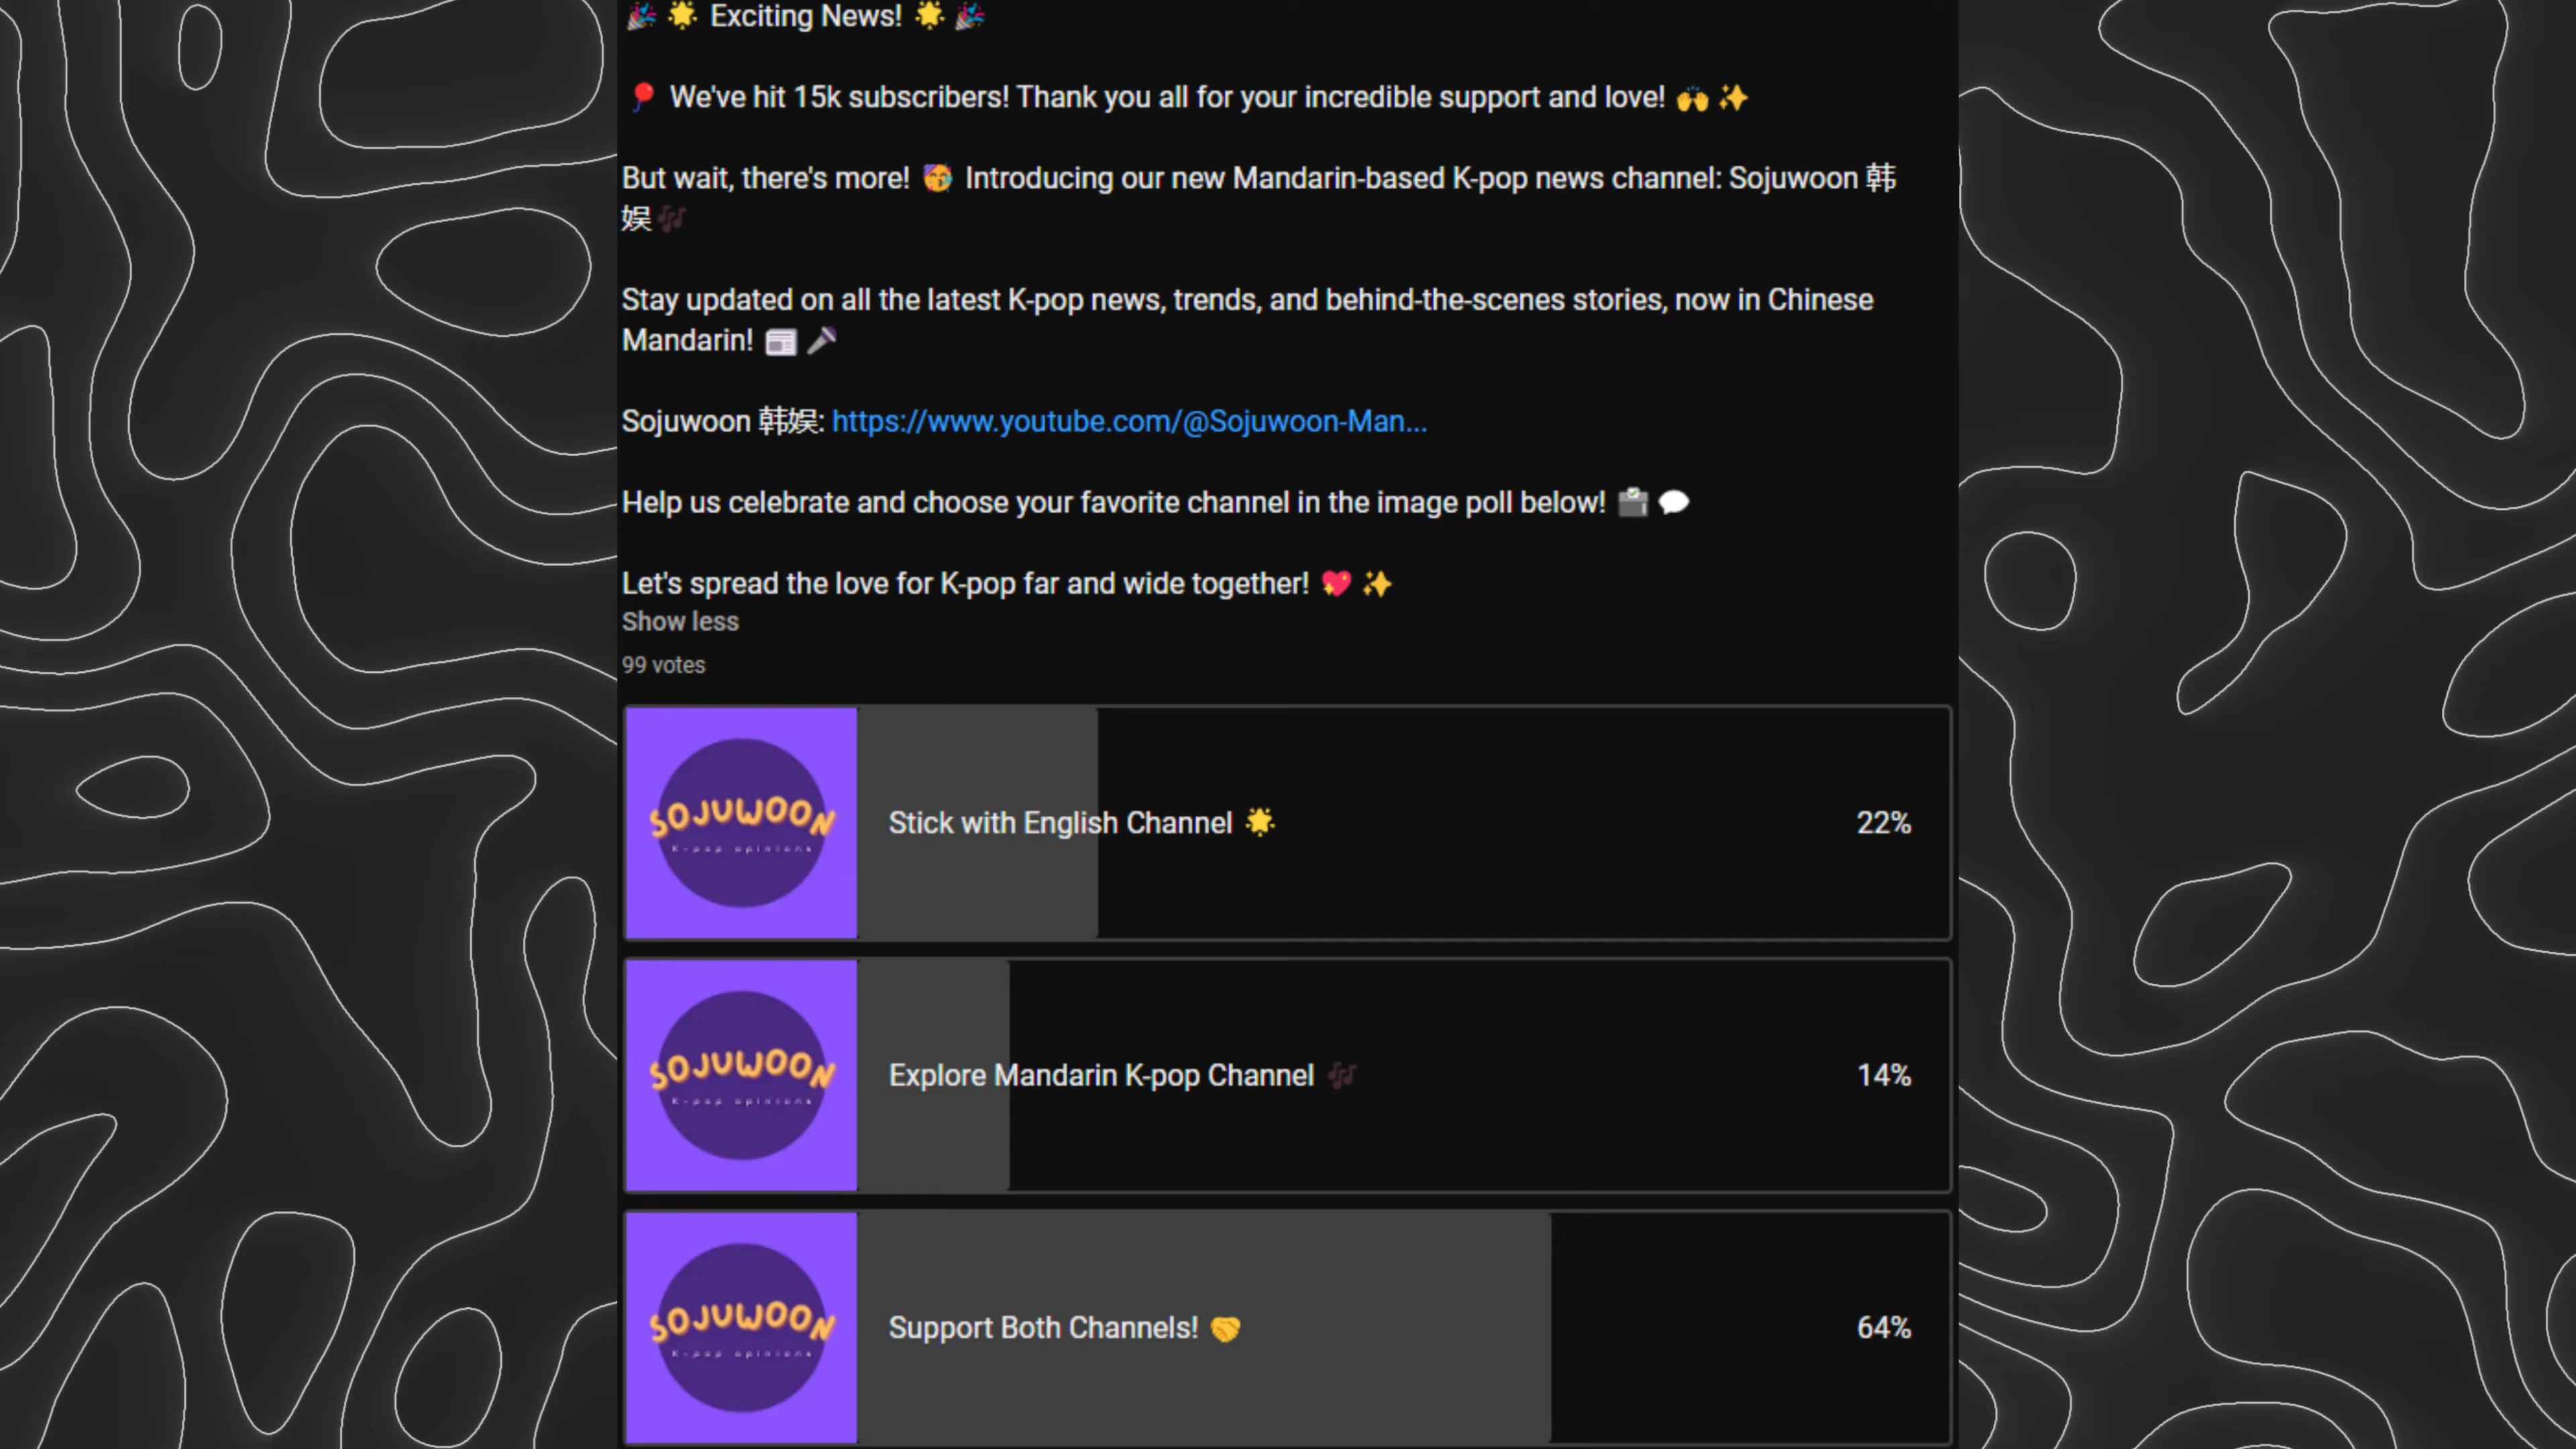 🎉 🌟 Exciting News! 🌟 🎉
🎈 We've hit 15k subscribers! Thank you all for your incredible support and love! 🙌 ✨
But wait, there's more! 🥳 Introducing our new Mandarin-based K-pop news channel: Sojuwoon 韩
娱🎶
Stay updated on all the latest K-pop news, trends, and behind-the-scenes stories, now in Chinese
Mandarin! 📰 🎤
Sojuwoon 韩娱: https://www.youtube.com/@Sojuwoon-Man...
Help us celebrate and choose your favorite channel in the image poll below! 🗳️ 💬
Let's spread the love for K-pop far and wide together! 💖 ✨
Show less
99 votes
SOJUWOON
K-pop opinions
Stick with English Channel 🌟
22%
SOJUWOON
K-pop opinions
Explore Mandarin K-pop Channel 🎶
14%
SOJUWOON
K-pop opinions
Support Both Channels! 🤝
64%